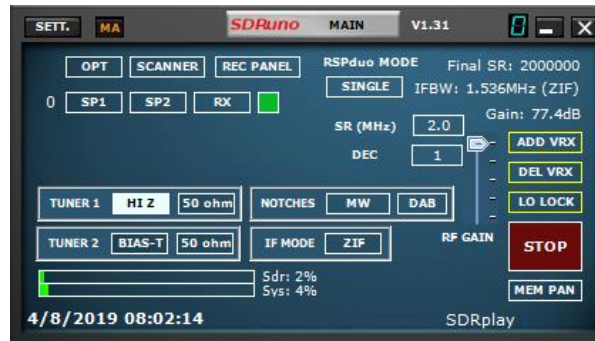 SETT. MA SDRuno MAIN V1.31
OPT SCANNER REC PANEL RSPduo MODE Final SR: 2000000
SINGLE IFBW: 1.536MHz (ZIF)
0 SP1 SP2 RX Gain: 77.4dB
SR (MHz) 2.0
ADD VRX
DEC 1
DEL VRX
TUNER 1 HI Z 50 ohm NOTCHES MW DAB LO LOCK
TUNER 2 BIAS-T 50 ohm IF MODE ZIF RF GAIN STOP
Sdr: 2%
Sys: 4% MEM PAN
4/8/2019 08:02:14 SDRplay